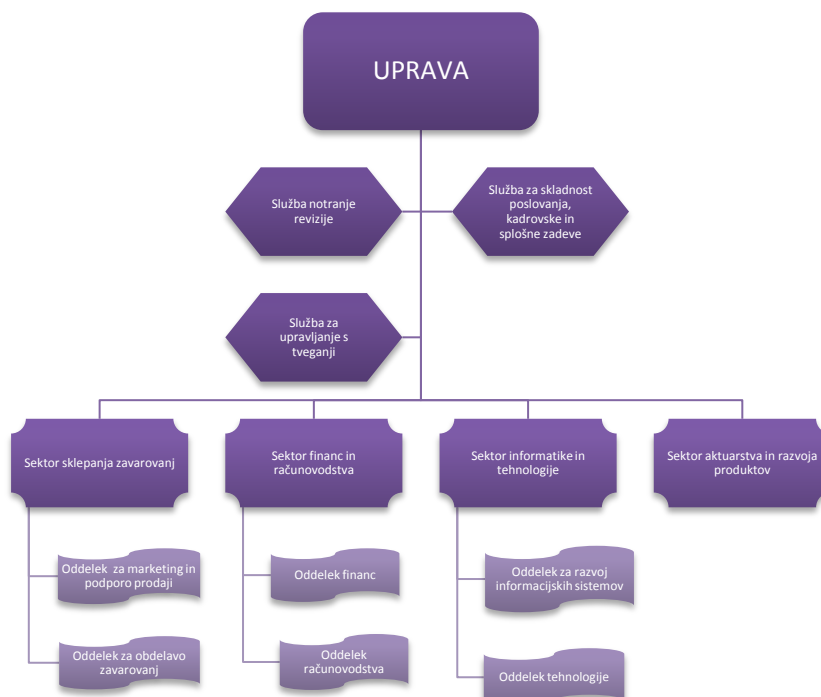 UPRAVA
Služba notranje
revizije
Služba za skladnost
poslovanja,
kadrovske in
splošne zadeve
Služba za
upravljanje s
tveganji
Sektor sklepanja zavarovanj
Sektor financ in
računovodstva
Sektor informatike in
tehnologije
Sektor aktuarstva in razvoja
produktov
Oddelek za marketing in
podporo prodaji
Oddelek financ
Oddelek za razvoj
informacijskih sistemov
Oddelek za obdelavo
zavarovanj
Oddelek
računovodstva
Oddelek tehnologije